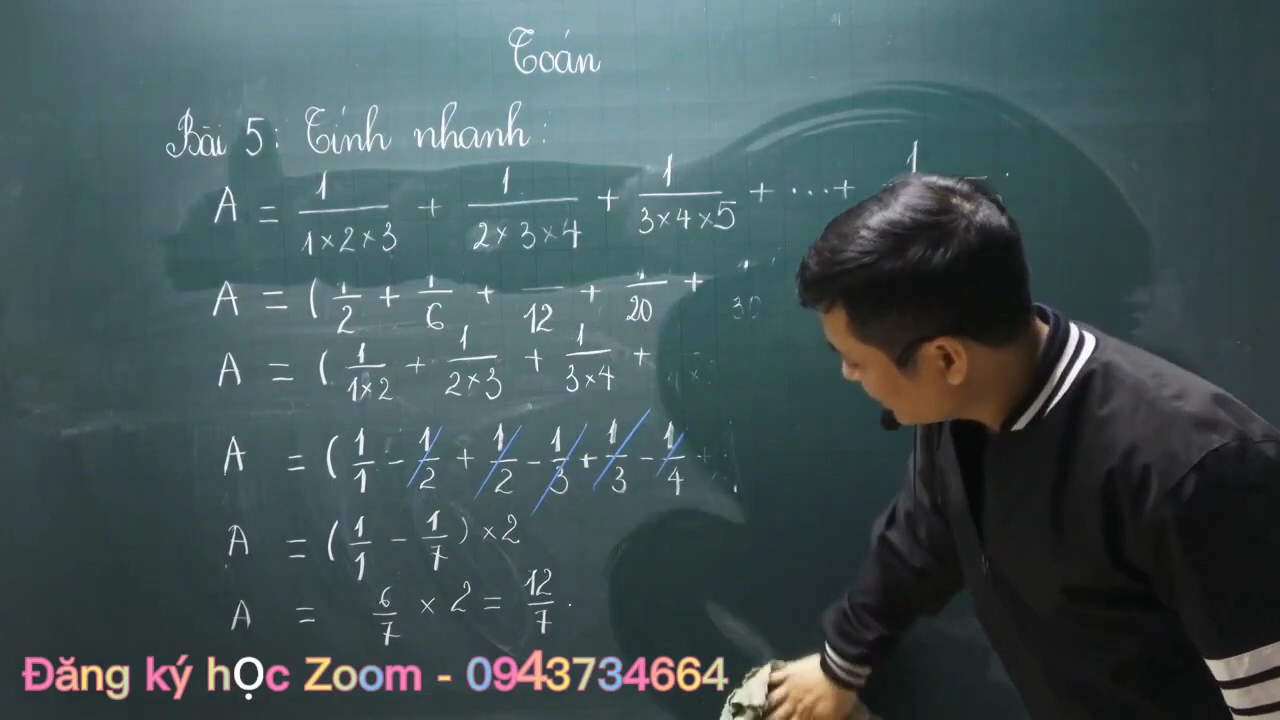 Toán
Bài 5: Tính nhanh:
A = 1/(1×2×3) + 1/(2×3×4) + 1/(3×4×5) + ...+ 1
A = ( 1/2 + 1/6 + /12 + 1/20 + 30
A = ( 1/(1×2) + 1/(2×3) + 1/(3×4) +
A = ( 1/1 - 1/2 + 1/2 - 1/3 + 1/3 - 1/4 +
A = ( 1/1 - 1/7 ) × 2
A = 6/7 × 2 = 12/7.
Đăng ký hỌc Zoom - 0943734664